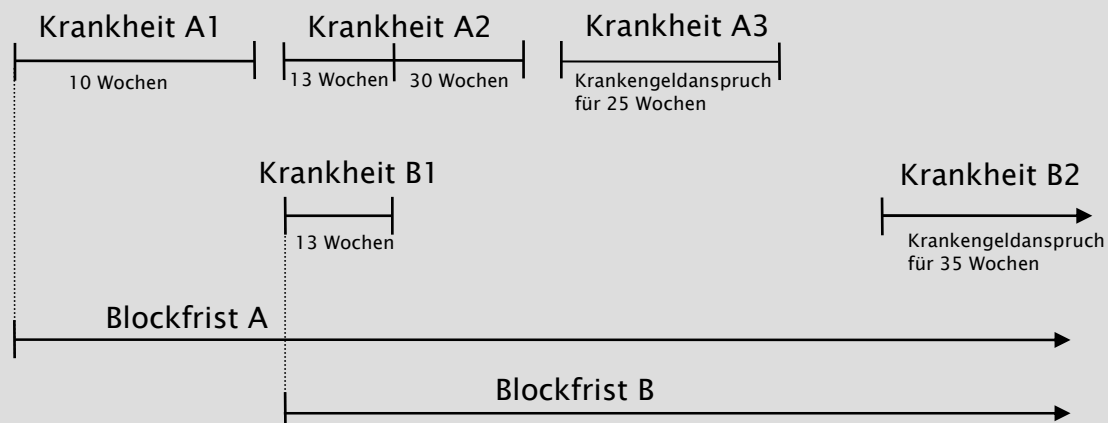 Krankheit A1
Krankheit A2
Krankheit A3
10 Wochen
13 Wochen
30 Wochen
Krankengeldanspruch
für 25 Wochen
Krankheit B1
Krankheit B2
13 Wochen
Krankengeldanspruch
für 35 Wochen
Blockfrist A
Blockfrist B